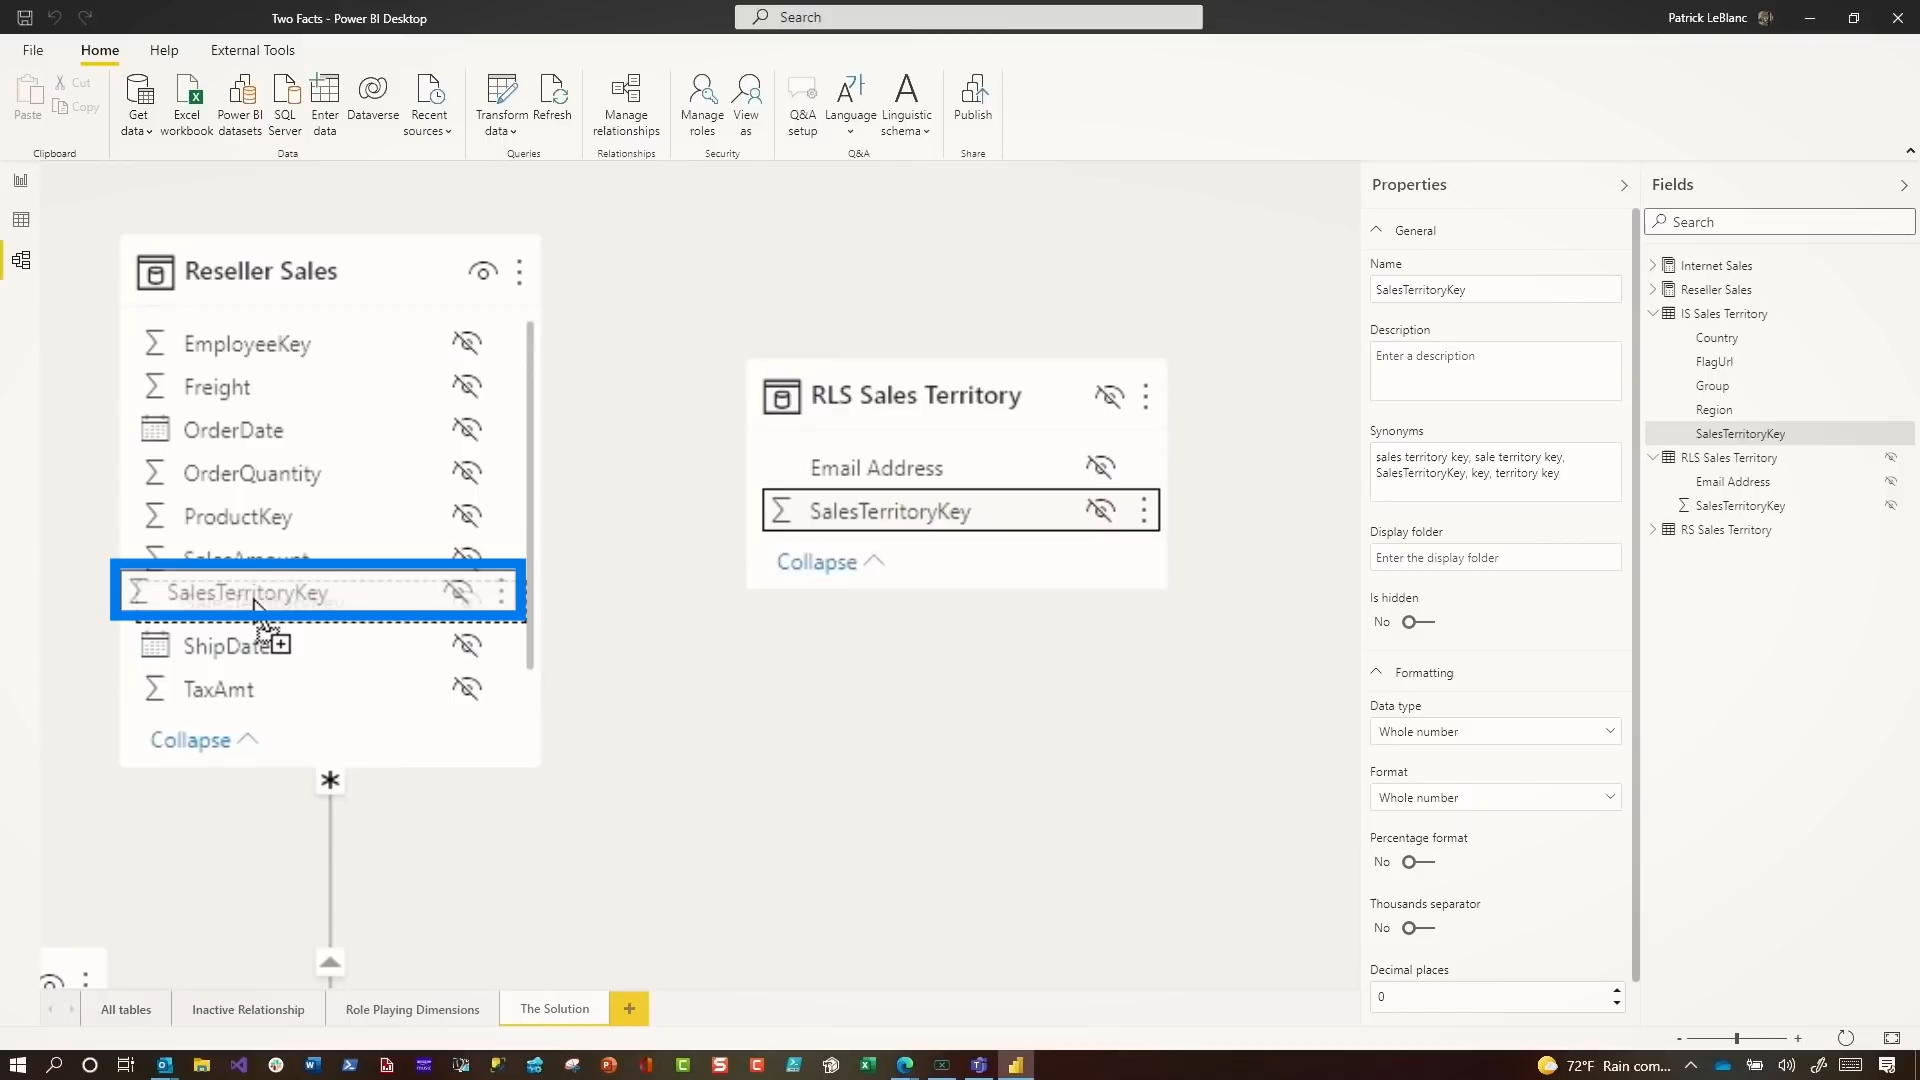 Two Facts - Power BI Desktop
Search
Patrick LeBlanc
File
Home
Help
External Tools
Paste
Cut
Copy
Clipboard
Get data
Excel workbook
Power BI datasets
SQL Server
Enter data
Dataverse
Recent sources
Data
Transform data
Refresh
Queries
Manage relationships
Relationships
Manage roles
View as
Security
Q&A setup
Language
Linguistic schema
Q&A
Publish
Share
Reseller Sales
EmployeeKey
Freight
OrderDate
OrderQuantity
ProductKey
SalesAmount
SalesTerritoryKey
ShipDate
TaxAmt
Collapse
RLS Sales Territory
Email Address
SalesTerritoryKey
Collapse
Properties
General
Name
SalesTerritoryKey
Description
Enter a description
Synonyms
sales territory key, sale territory key,
SalesTerritoryKey, key, territory key
Display folder
Enter the display folder
Is hidden
No
Formatting
Data type
Whole number
Format
Whole number
Percentage format
No
Thousands separator
No
Decimal places
0
Fields
Search
Internet Sales
Reseller Sales
IS Sales Territory
Country
FlagUrl
Group
Region
SalesTerritoryKey
RLS Sales Territory
Email Address
SalesTerritoryKey
RS Sales Territory
All tables
Inactive Relationship
Role Playing Dimensions
The Solution
72°F Rain com...